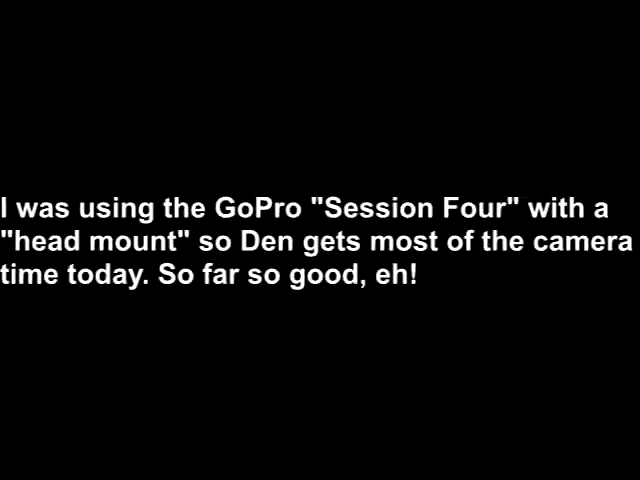 I was using the GoPro "Session Four" with a
"head mount" so Den gets most of the camera
time today. So far so good, eh!